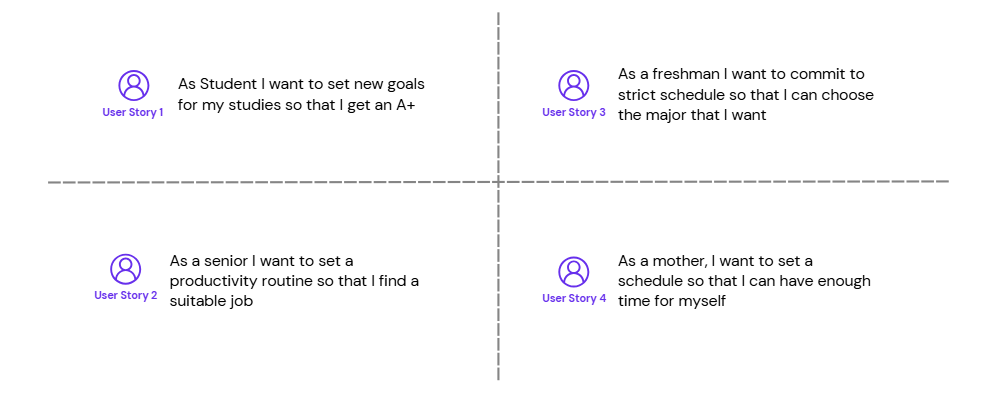 As Student I want to set new goals
for my studies so that I get an A+
User Story 1
As a freshman I want to commit to
strict schedule so that I can choose
the major that I want
User Story 3
As a senior I want to set a
productivity routine so that I find a
suitable job
User Story 2
As a mother, I want to set a
schedule so that I can have enough
time for myself
User Story 4